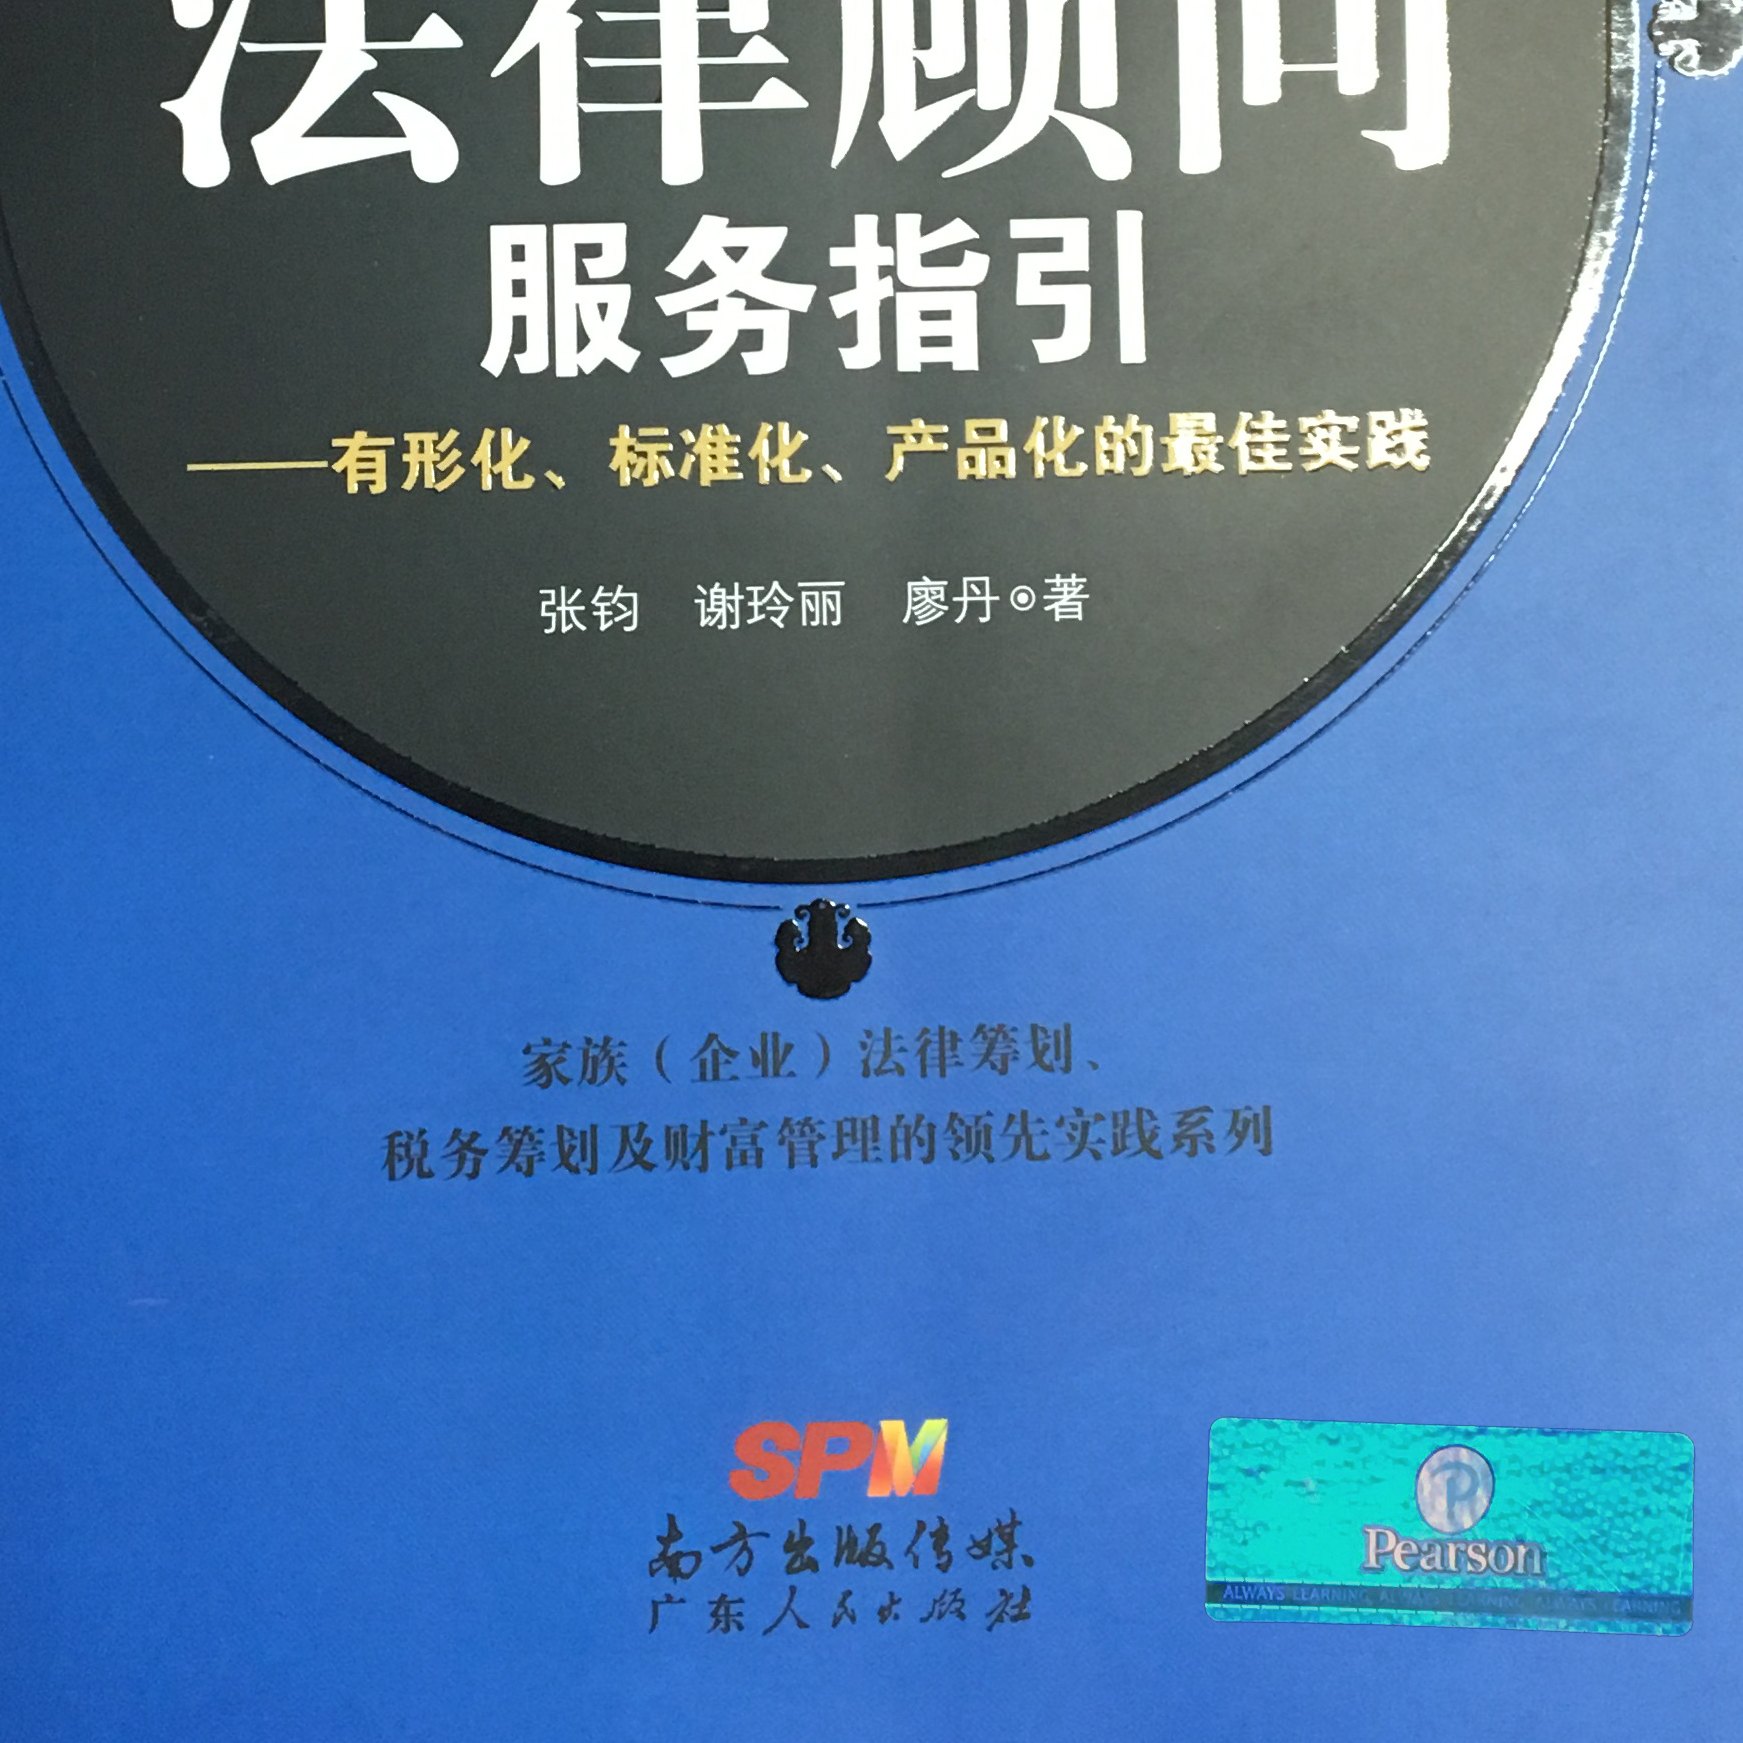 法律顾问
服务指引
——有形化、标准化、产品化的最佳实践
张钧 谢玲丽 廖丹⊙著
家族（企业）法律筹划、
税务筹划及财富管理的领先实践系列
SPM
南方出版传媒
广东人民出版社
P
Pearson
ALWAYS LEARNING ALWAYS LEARNING ALWAYS LEARNING